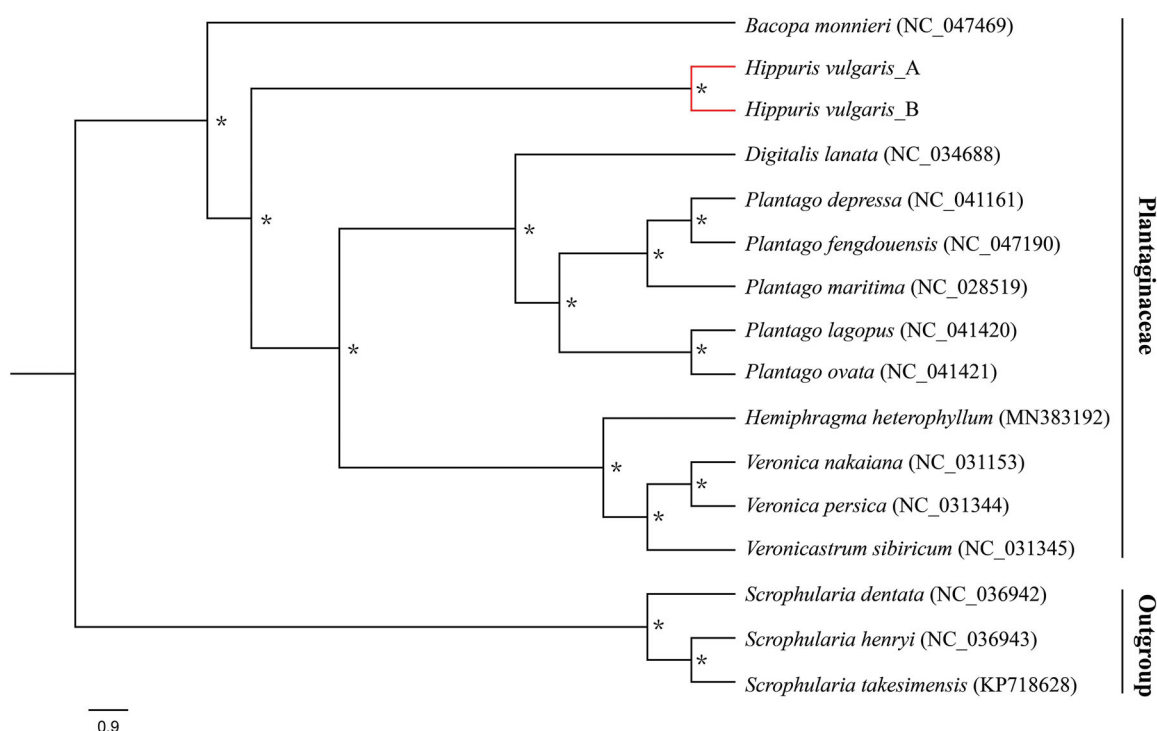 Bacopa monnieri (NC_047469)
Hippuris vulgaris_A
*
Hippuris vulgaris_B
*
Digitalis lanata (NC_034688)
Plantago depressa (NC_041161)
*
*
*
Plantago fengdouensis (NC_047190)
*
Plantago maritima (NC_028519)
*
Plantago lagopus (NC_041420)
*
*
Plantago ovata (NC_041421)
Hemiphragma heterophyllum (MN383192)
Veronica nakaiana (NC_031153)
*
*
Veronica persica (NC_031344)
*
Veronicastrum sibiricum (NC_031345)
Plantaginaceae
Scrophularia dentata (NC_036942)
*
Scrophularia henryi (NC_036943)
*
Scrophularia takesimensis (KP718628)
Outgroup
0.9